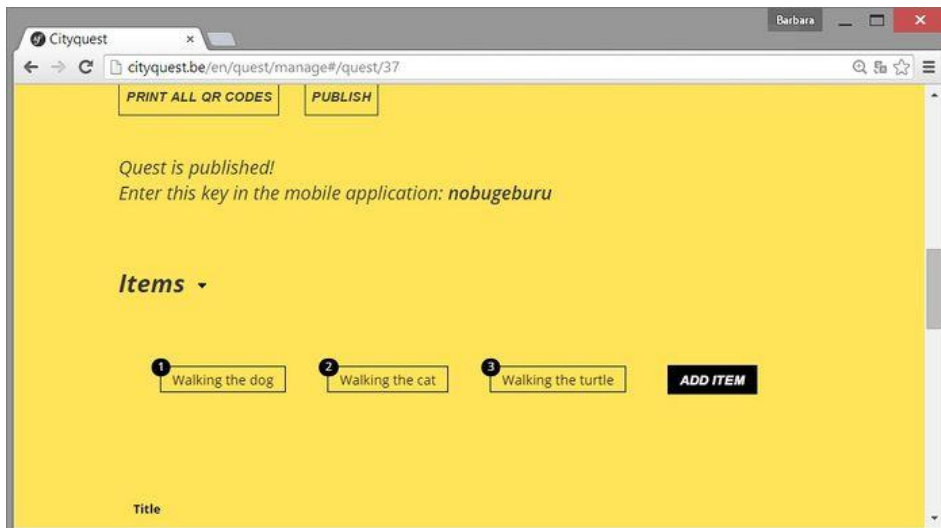 Barbara
Cityquest
cityquest.be/en/quest/manage#/quest/37
PRINT ALL QR CODES PUBLISH
Quest is published!
Enter this key in the mobile application: nobugeburu
Items
1 2 3
Walking the dog Walking the cat Walking the turtle ADD ITEM
Title